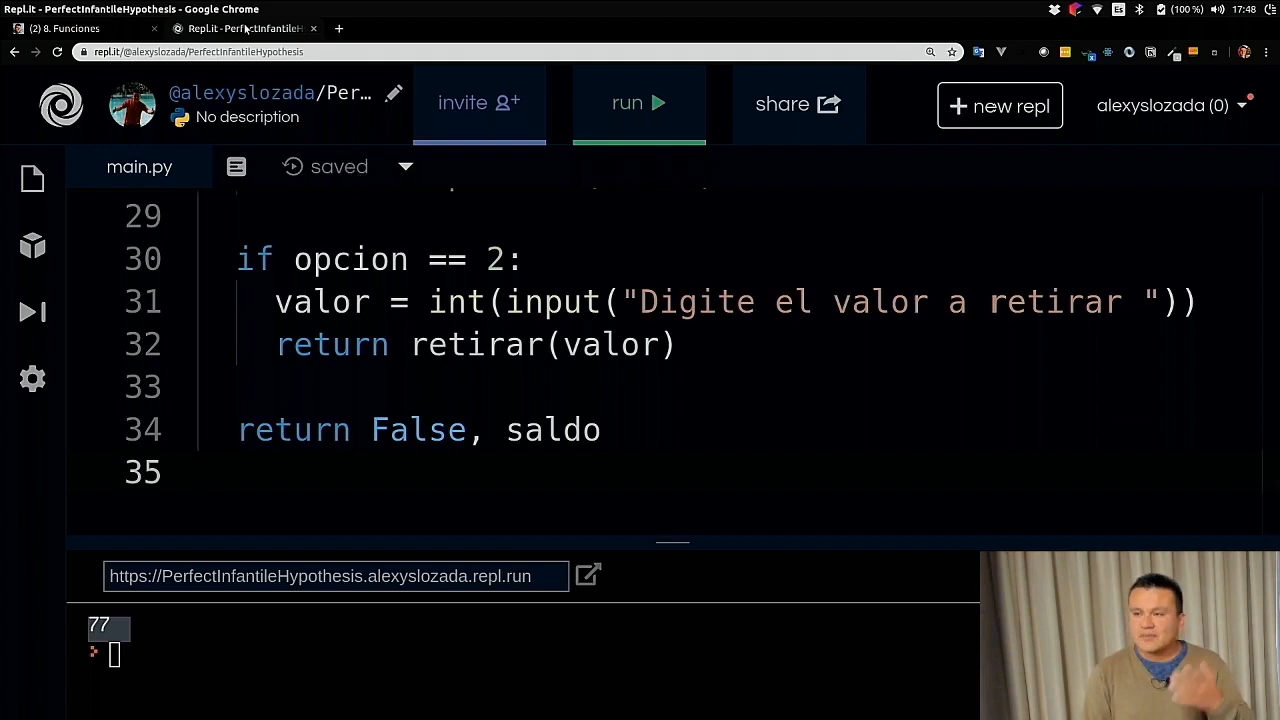 Repl.it - PerfectInfantileHypothesis - Google Chrome
Es
(100 %)
17:48
(2) 8. Funciones
×
Repl.it - PerfectInfantileH
×
+
repl.it/@alexyslozada/PerfectInfantileHypothesis
@alexyslozada/Per...
No description
invite
run
share
+ new repl
alexyslozada (0)
main.py
saved
29
30 if opcion == 2:
31 valor = int(input("Digite el valor a retirar "))
32 return retirar(valor)
33
34 return False, saldo
35
https://PerfectInfantileHypothesis.alexyslozada.repl.run
77